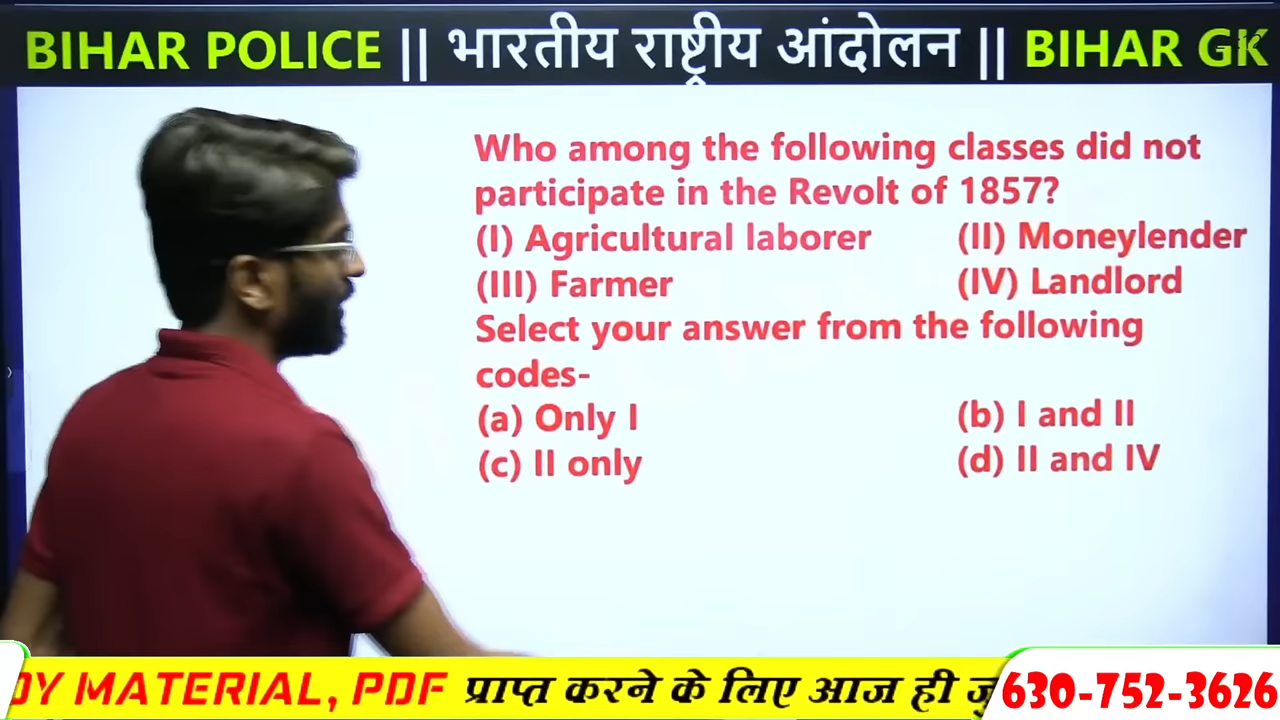 BIHAR POLICE || भारतीय राष्ट्रीय आंदोलन || BIHAR GK
Who among the following classes did not
participate in the Revolt of 1857?
(I) Agricultural laborer (II) Moneylender
(III) Farmer (IV) Landlord
Select your answer from the following
codes-
(a) Only I (b) I and II
(c) II only (d) II and IV
MATERIAL, PDF प्राप्त करने के लिए आज ही 630-752-3626